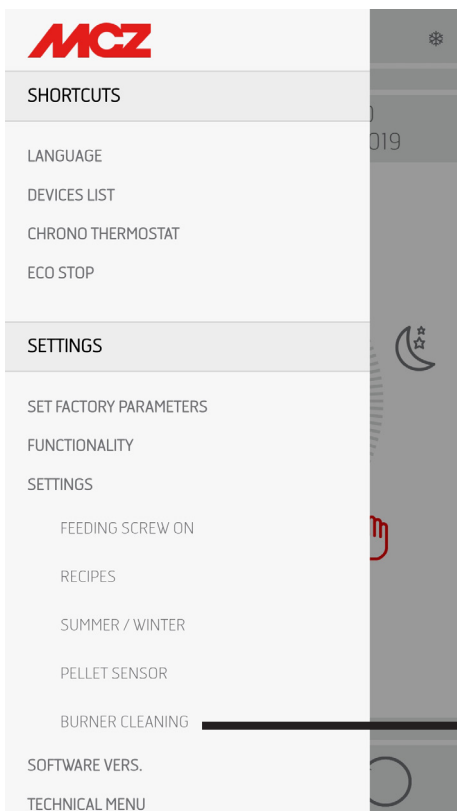 MCZ
SHORTCUTS
019
LANGUAGE
DEVICES LIST
CHRONO THERMOSTAT
ECO STOP
SETTINGS
SET FACTORY PARAMETERS
FUNCTIONALITY
SETTINGS
FEEDING SCREW ON
RECIPES
SUMMER / WINTER
PELLET SENSOR
BURNER CLEANING
SOFTWARE VERS.
TECHNICAL MENU